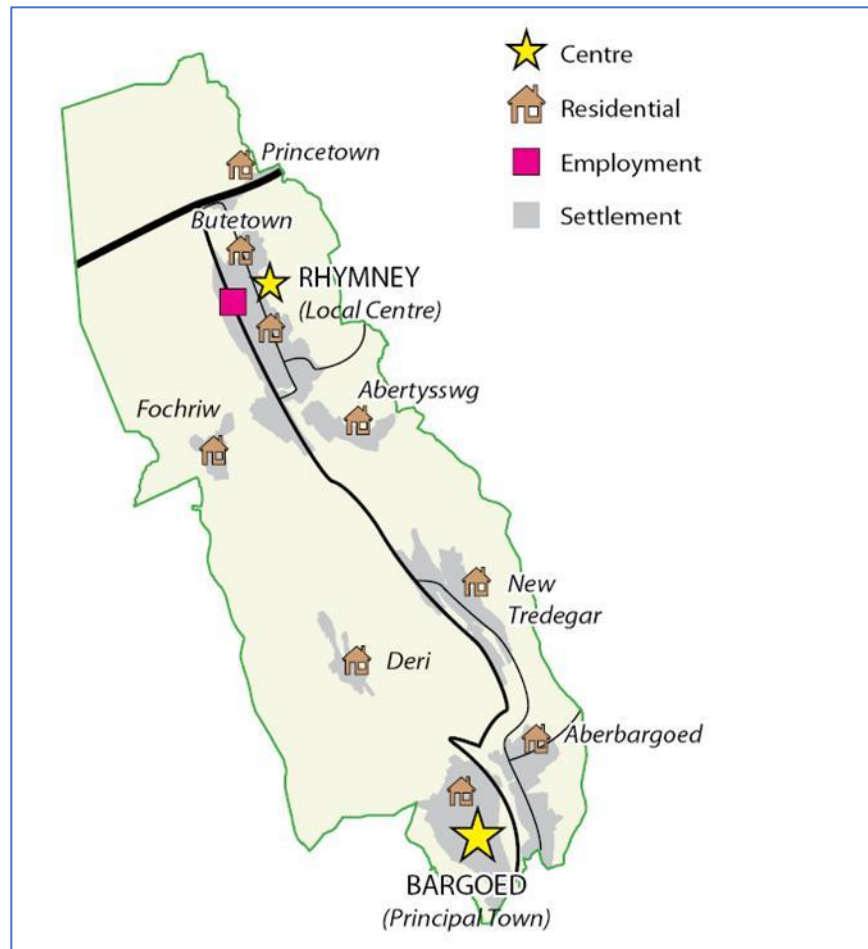 Centre
Residential
Employment
Settlement
Princetown
Butetown
RHYMNEY
(Local Centre)
Abertysswg
Fochriw
New
Tredegar
Deri
Aberbargoed
BARGOED
(Principal Town)